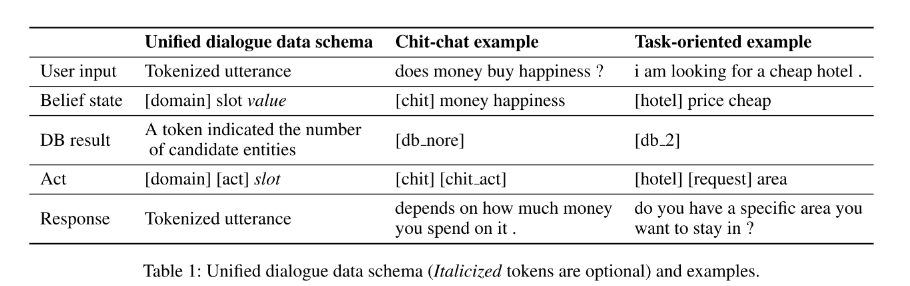 Unified dialogue data schema Chit-chat example Task-oriented example
User input Tokenized utterance does money buy happiness ? i am looking for a cheap hotel .
Belief state [domain] slot value [chit] money happiness [hotel] price cheap
DB result A token indicated the number of candidate entities [db_nore] [db_2]
Act [domain] [act] slot [chit] [chit_act] [hotel] [request] area
Response Tokenized utterance depends on how much money you spend on it . do you have a specific area you want to stay in ?
Table 1: Unified dialogue data schema (Italicized tokens are optional) and examples.